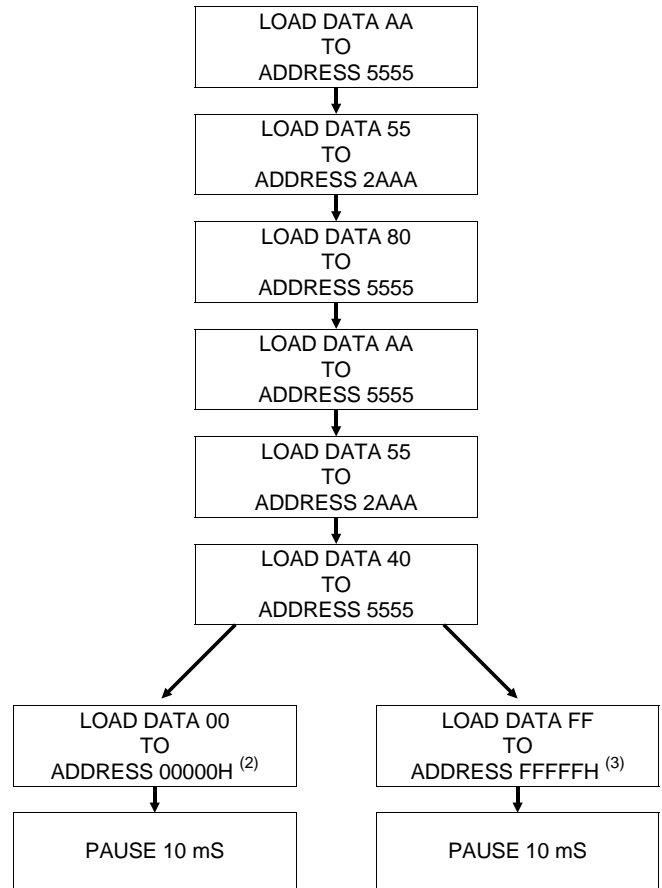 LOAD DATA AA
TO
ADDRESS 5555
LOAD DATA 55
TO
ADDRESS 2AAA
LOAD DATA 80
TO
ADDRESS 5555
LOAD DATA AA
TO
ADDRESS 5555
LOAD DATA 55
TO
ADDRESS 2AAA
LOAD DATA 40
TO
ADDRESS 5555
LOAD DATA 00
TO
ADDRESS 00000H (2)
PAUSE 10 mS
LOAD DATA FF
TO
ADDRESS FFFFFH (3)
PAUSE 10 mS